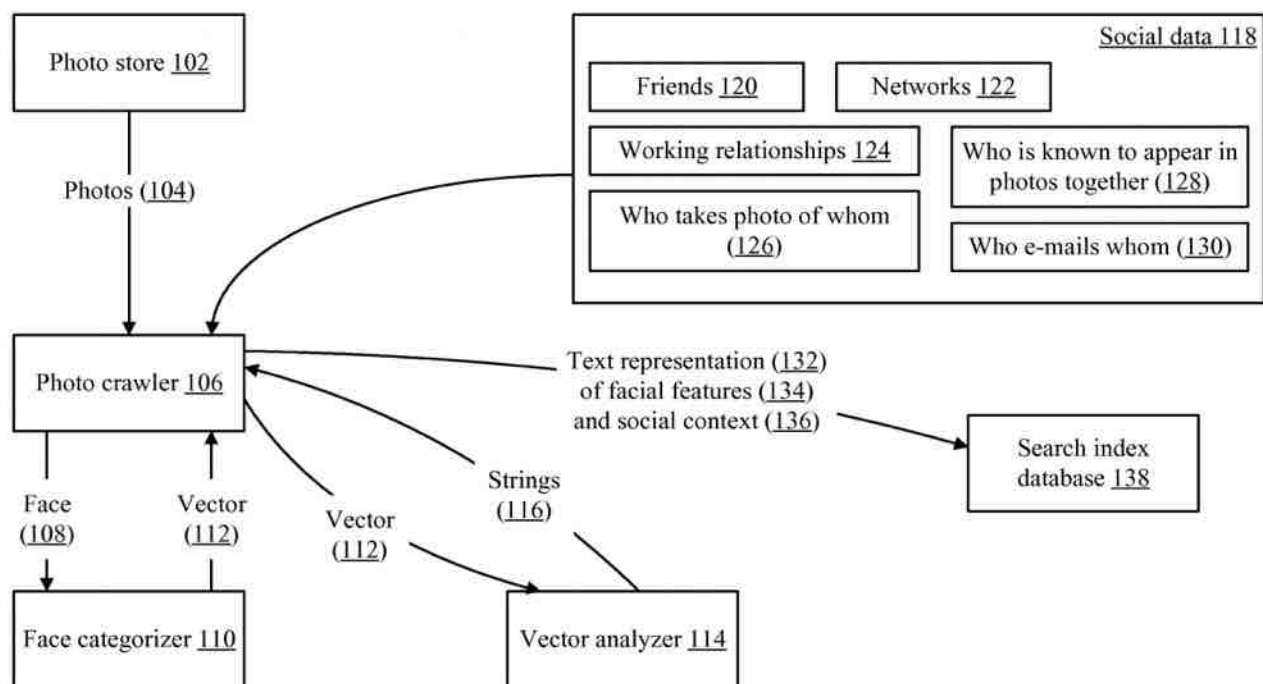 Photo store 102
Social data 118
Friends 120
Networks 122
Working relationships 124
Who is known to appear in
photos together (128)
Who takes photo of whom
(126)
Who e-mails whom (130)
Photos (104)
Photo crawler 106
Text representation (132)
of facial features (134)
and social context (136)
Search index
database 138
Face
(108)
Vector
(112)
Vector
(112)
Strings
(116)
Face categorizer 110
Vector analyzer 114